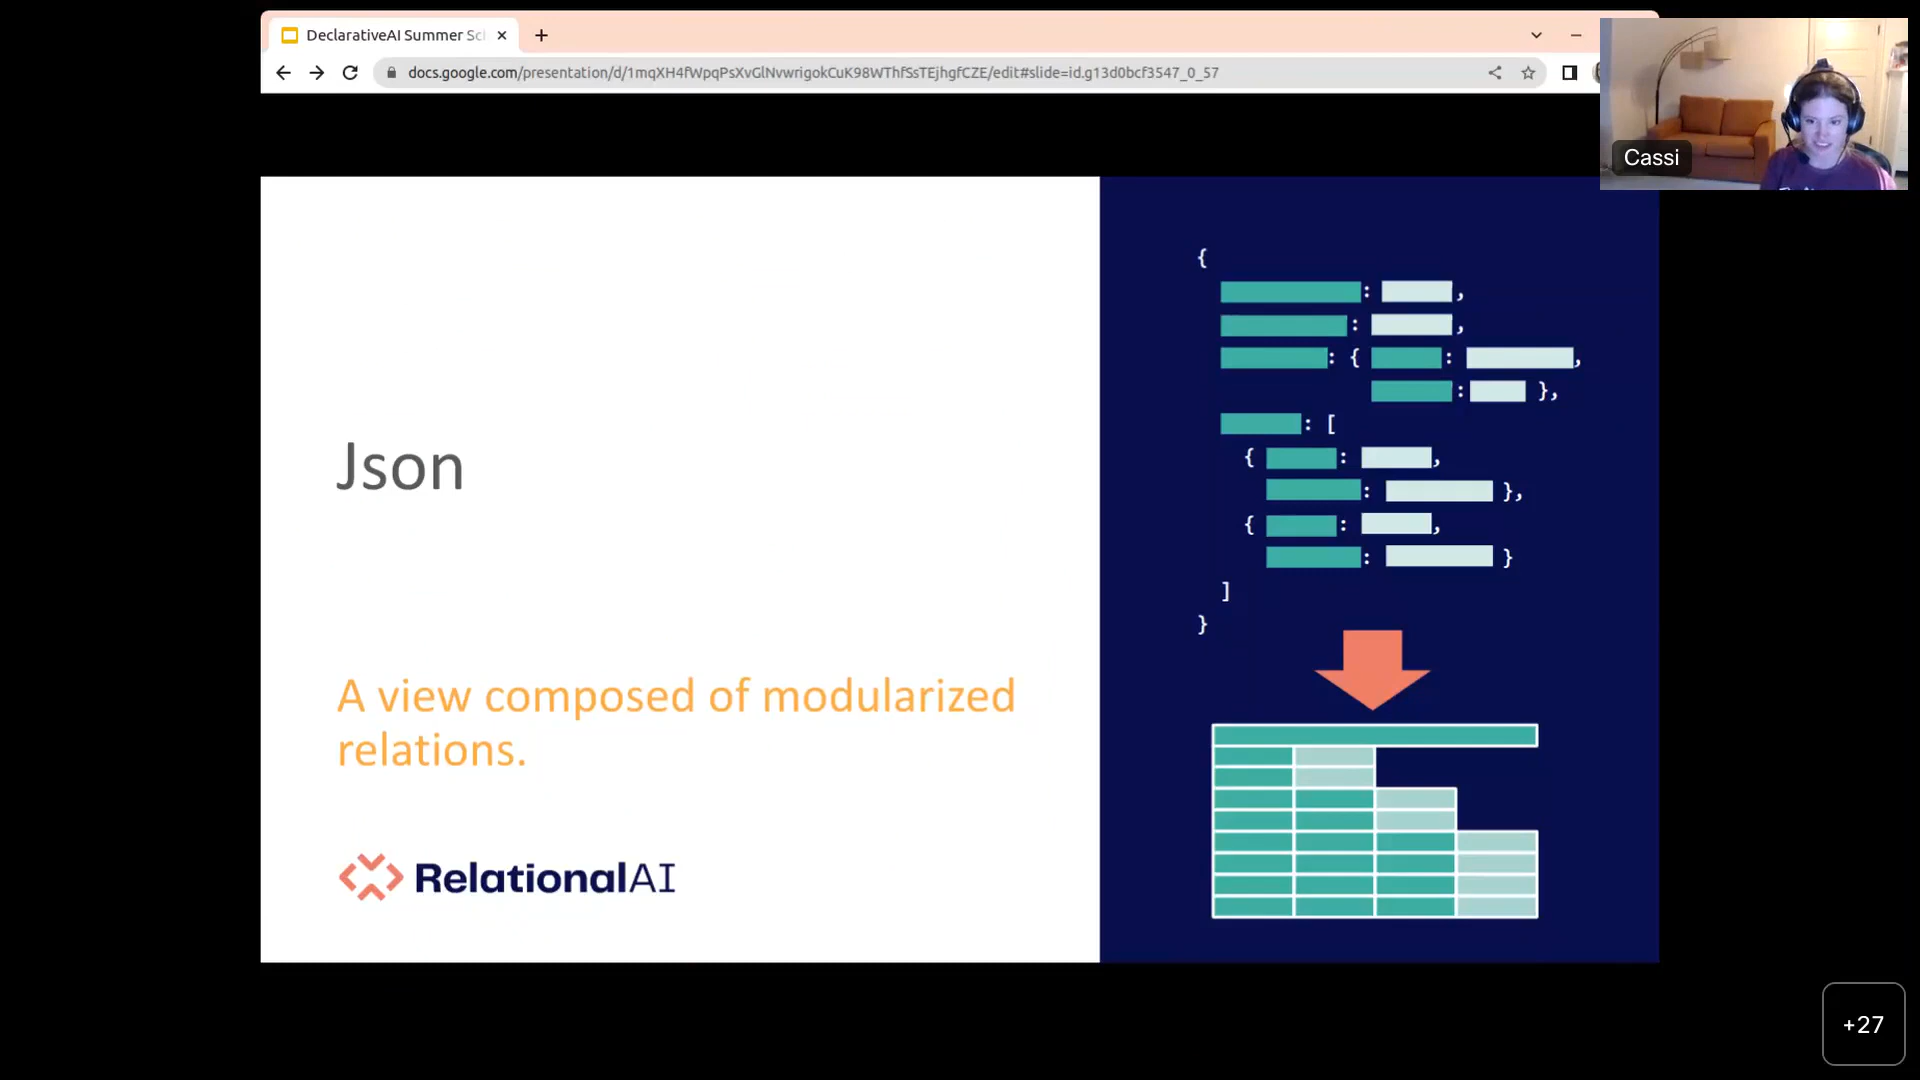 DeclarativeAI Summer Sc
docs.google.com/presentation/d/1mqXH4fWpqPsXvGlNvwrigokCuK98WThfSsTEjhgfCZE/edit#slide=id.g13d0bcf3547_0_57
Cassi
Json
A view composed of modularized
relations.
RelationalAI
{
: ,
: ,
: { : ,
: },
: [
{ : ,
: },
{ : ,
: }
]
}
+27